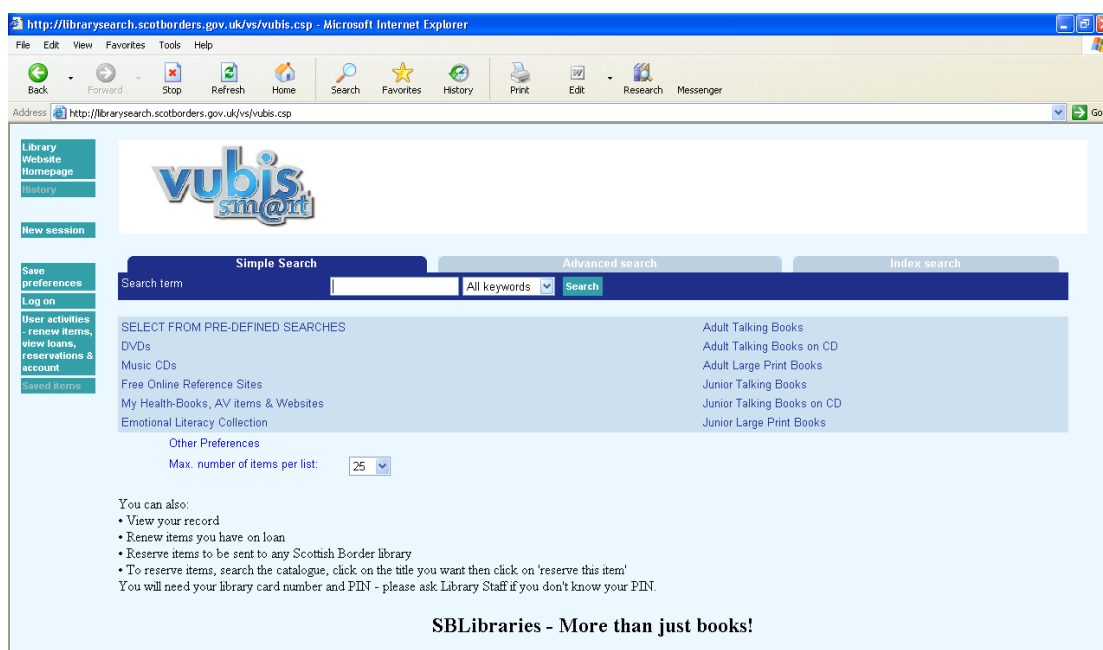 http://librarysearch.scotborders.gov.uk/vs/vubis.csp - Microsoft Internet Explorer
File Edit View Favorites Tools Help
Back Forward Stop Refresh Home Search Favorites History Print Edit Research Messenger
Address http://librarysearch.scotborders.gov.uk/vs/vubis.csp Go
Library
Website
Homepage
History
New session
Save
preferences
Log on
User activities
- renew items,
view loans,
reservations &
account
Saved items
vubis
sm@rt
Simple Search Advanced search Index search
Search term All keywords Search
SELECT FROM PRE-DEFINED SEARCHES Adult Talking Books
DVDs Adult Talking Books on CD
Music CDs Adult Large Print Books
Free Online Reference Sites Junior Talking Books
My Health-Books, AV items & Websites Junior Talking Books on CD
Emotional Literacy Collection Junior Large Print Books
Other Preferences
Max. number of items per list: 25
You can also:
• View your record
• Renew items you have on loan
• Reserve items to be sent to any Scottish Border library
• To reserve items, search the catalogue, click on the title you want then click on 'reserve this item'
You will need your library card number and PIN - please ask Library Staff if you don't know your PIN.
SBLibraries - More than just books!